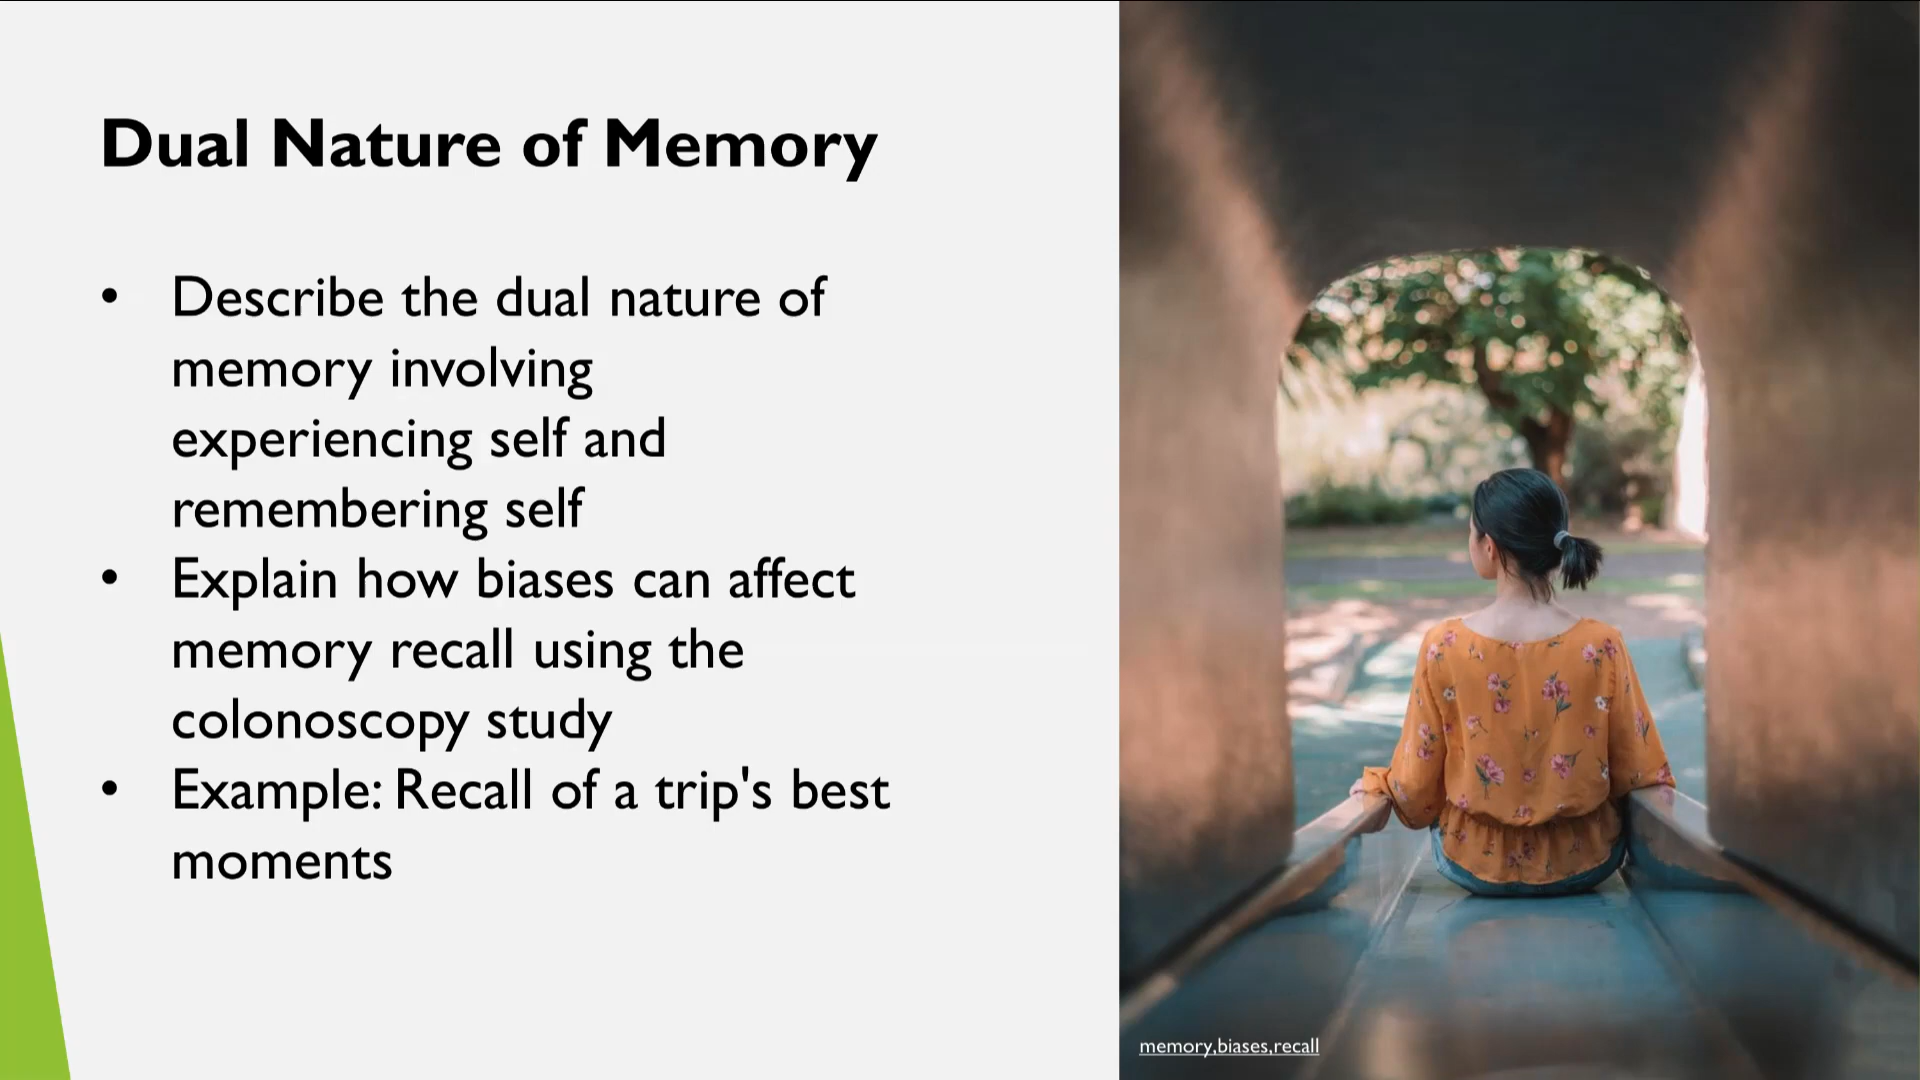 Dual Nature of Memory
• Describe the dual nature of
memory involving
experiencing self and
remembering self
• Explain how biases can affect
memory recall using the
colonoscopy study
• Example: Recall of a trip's best
moments
memory,biases,recall